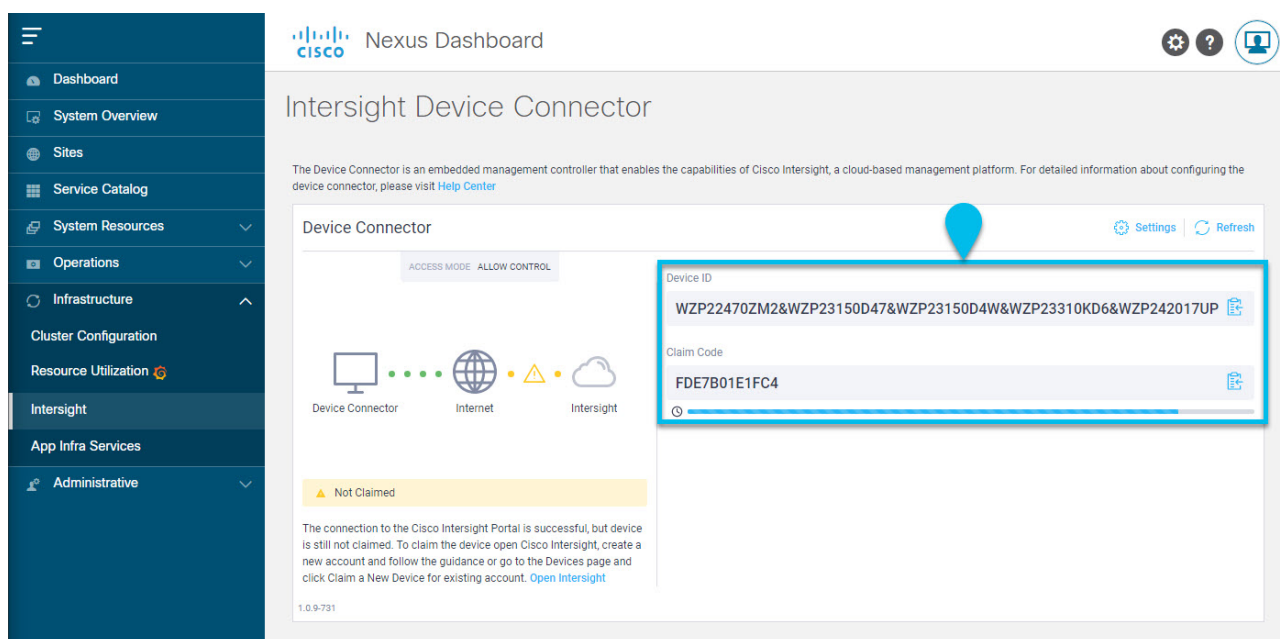 Dashboard
System Overview
Sites
Service Catalog
System Resources
Operations
Infrastructure
Cluster Configuration
Resource Utilization
Intersight
App Infra Services
Administrative
CISCO Nexus Dashboard
?
Intersight Device Connector
The Device Connector is an embedded management controller that enables the capabilities of Cisco Intersight, a cloud-based management platform. For detailed information about configuring the
device connector, please visit Help Center
Device Connector
Settings
Refresh
ACCESS MODE ALLOW CONTROL
Device Connector
Internet
Intersight
Not Claimed
The connection to the Cisco Intersight Portal is successful, but device
is still not claimed. To claim the device open Cisco Intersight, create a
new account and follow the guidance or go to the Devices page and
click Claim a New Device for existing account. Open Intersight
1.0.9-731
Device ID
WZP22470ZM2&WZP23150D47&WZP23150D4W&WZP23310KD6&WZP242017UP
Claim Code
FDE7B01E1FC4